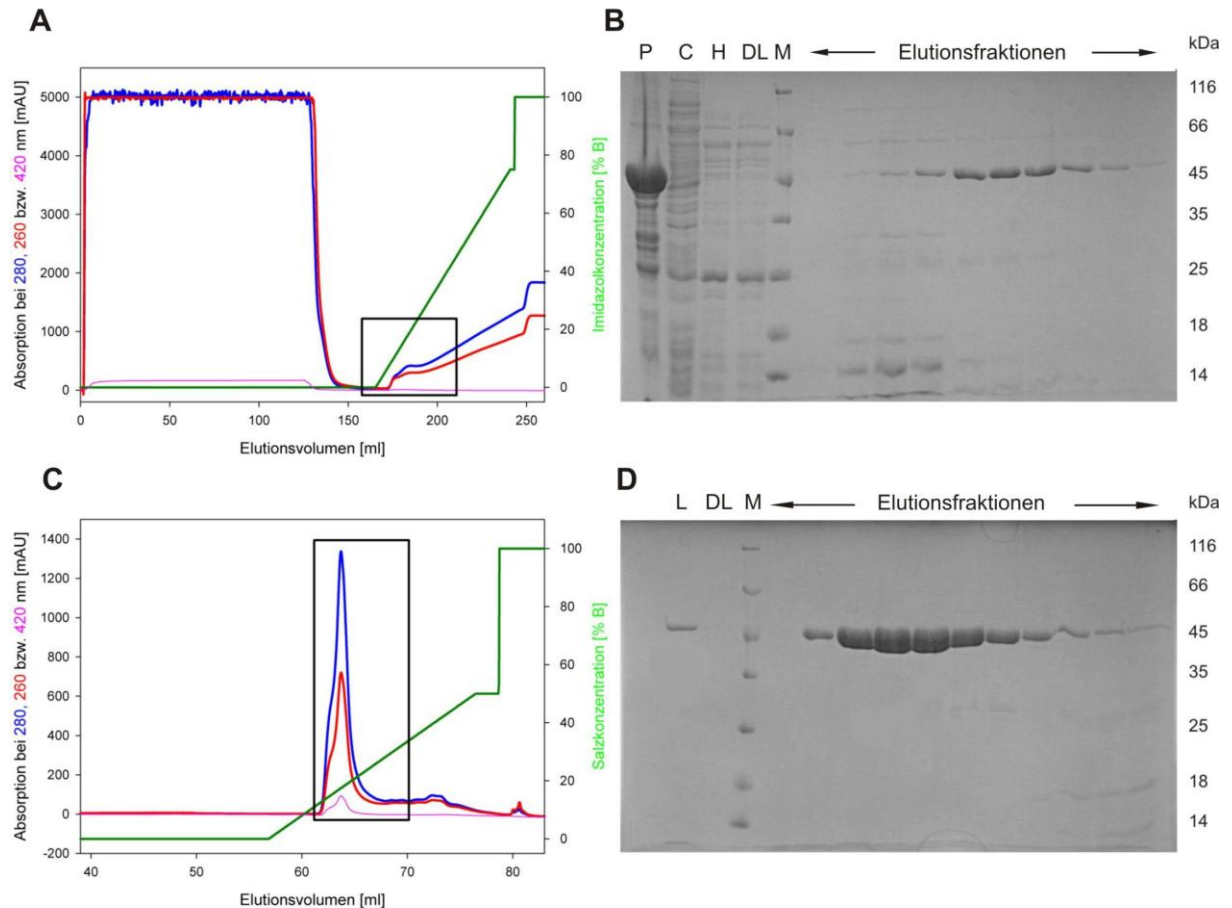 A
Absorption bei 280, 260 bzw. 420 nm [mAU]
5000
4000
3000
2000
1000
0
100
80
60
40
20
0
Imidazolkonzentration [% B]
0 50 100 150 200 250
Elutionsvolumen [ml]
B
P C H DL M Elutionsfraktionen kDa
116
66
45
35
25
18
14
C
Absorption bei 280, 260 bzw. 420 nm [mAU]
1400
1200
1000
800
600
400
200
0
-200
100
80
60
40
20
0
Salzkonzentration [% B]
40 50 60 70 80
Elutionsvolumen [ml]
D
L DL M Elutionsfraktionen kDa
116
66
45
35
25
18
14